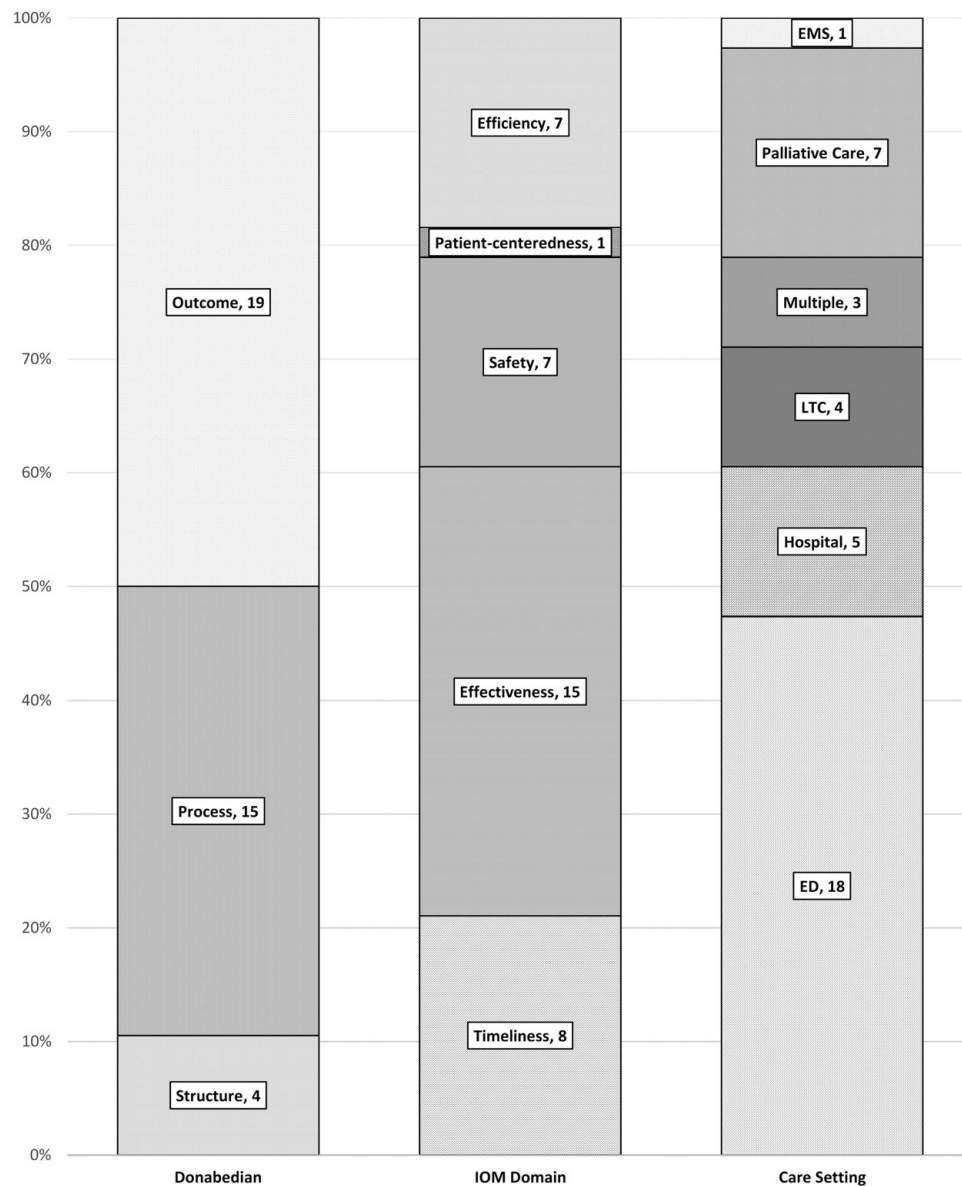 100%
90%
80%
70%
60%
50%
40%
30%
20%
10%
0%
Outcome, 19
Process, 15
Structure, 4
Efficiency, 7
Patient-centeredness, 1
Safety, 7
Effectiveness, 15
Timeliness, 8
EMS, 1
Palliative Care, 7
Multiple, 3
LTC, 4
Hospital, 5
ED, 18
Donabedian
IOM Domain
Care Setting